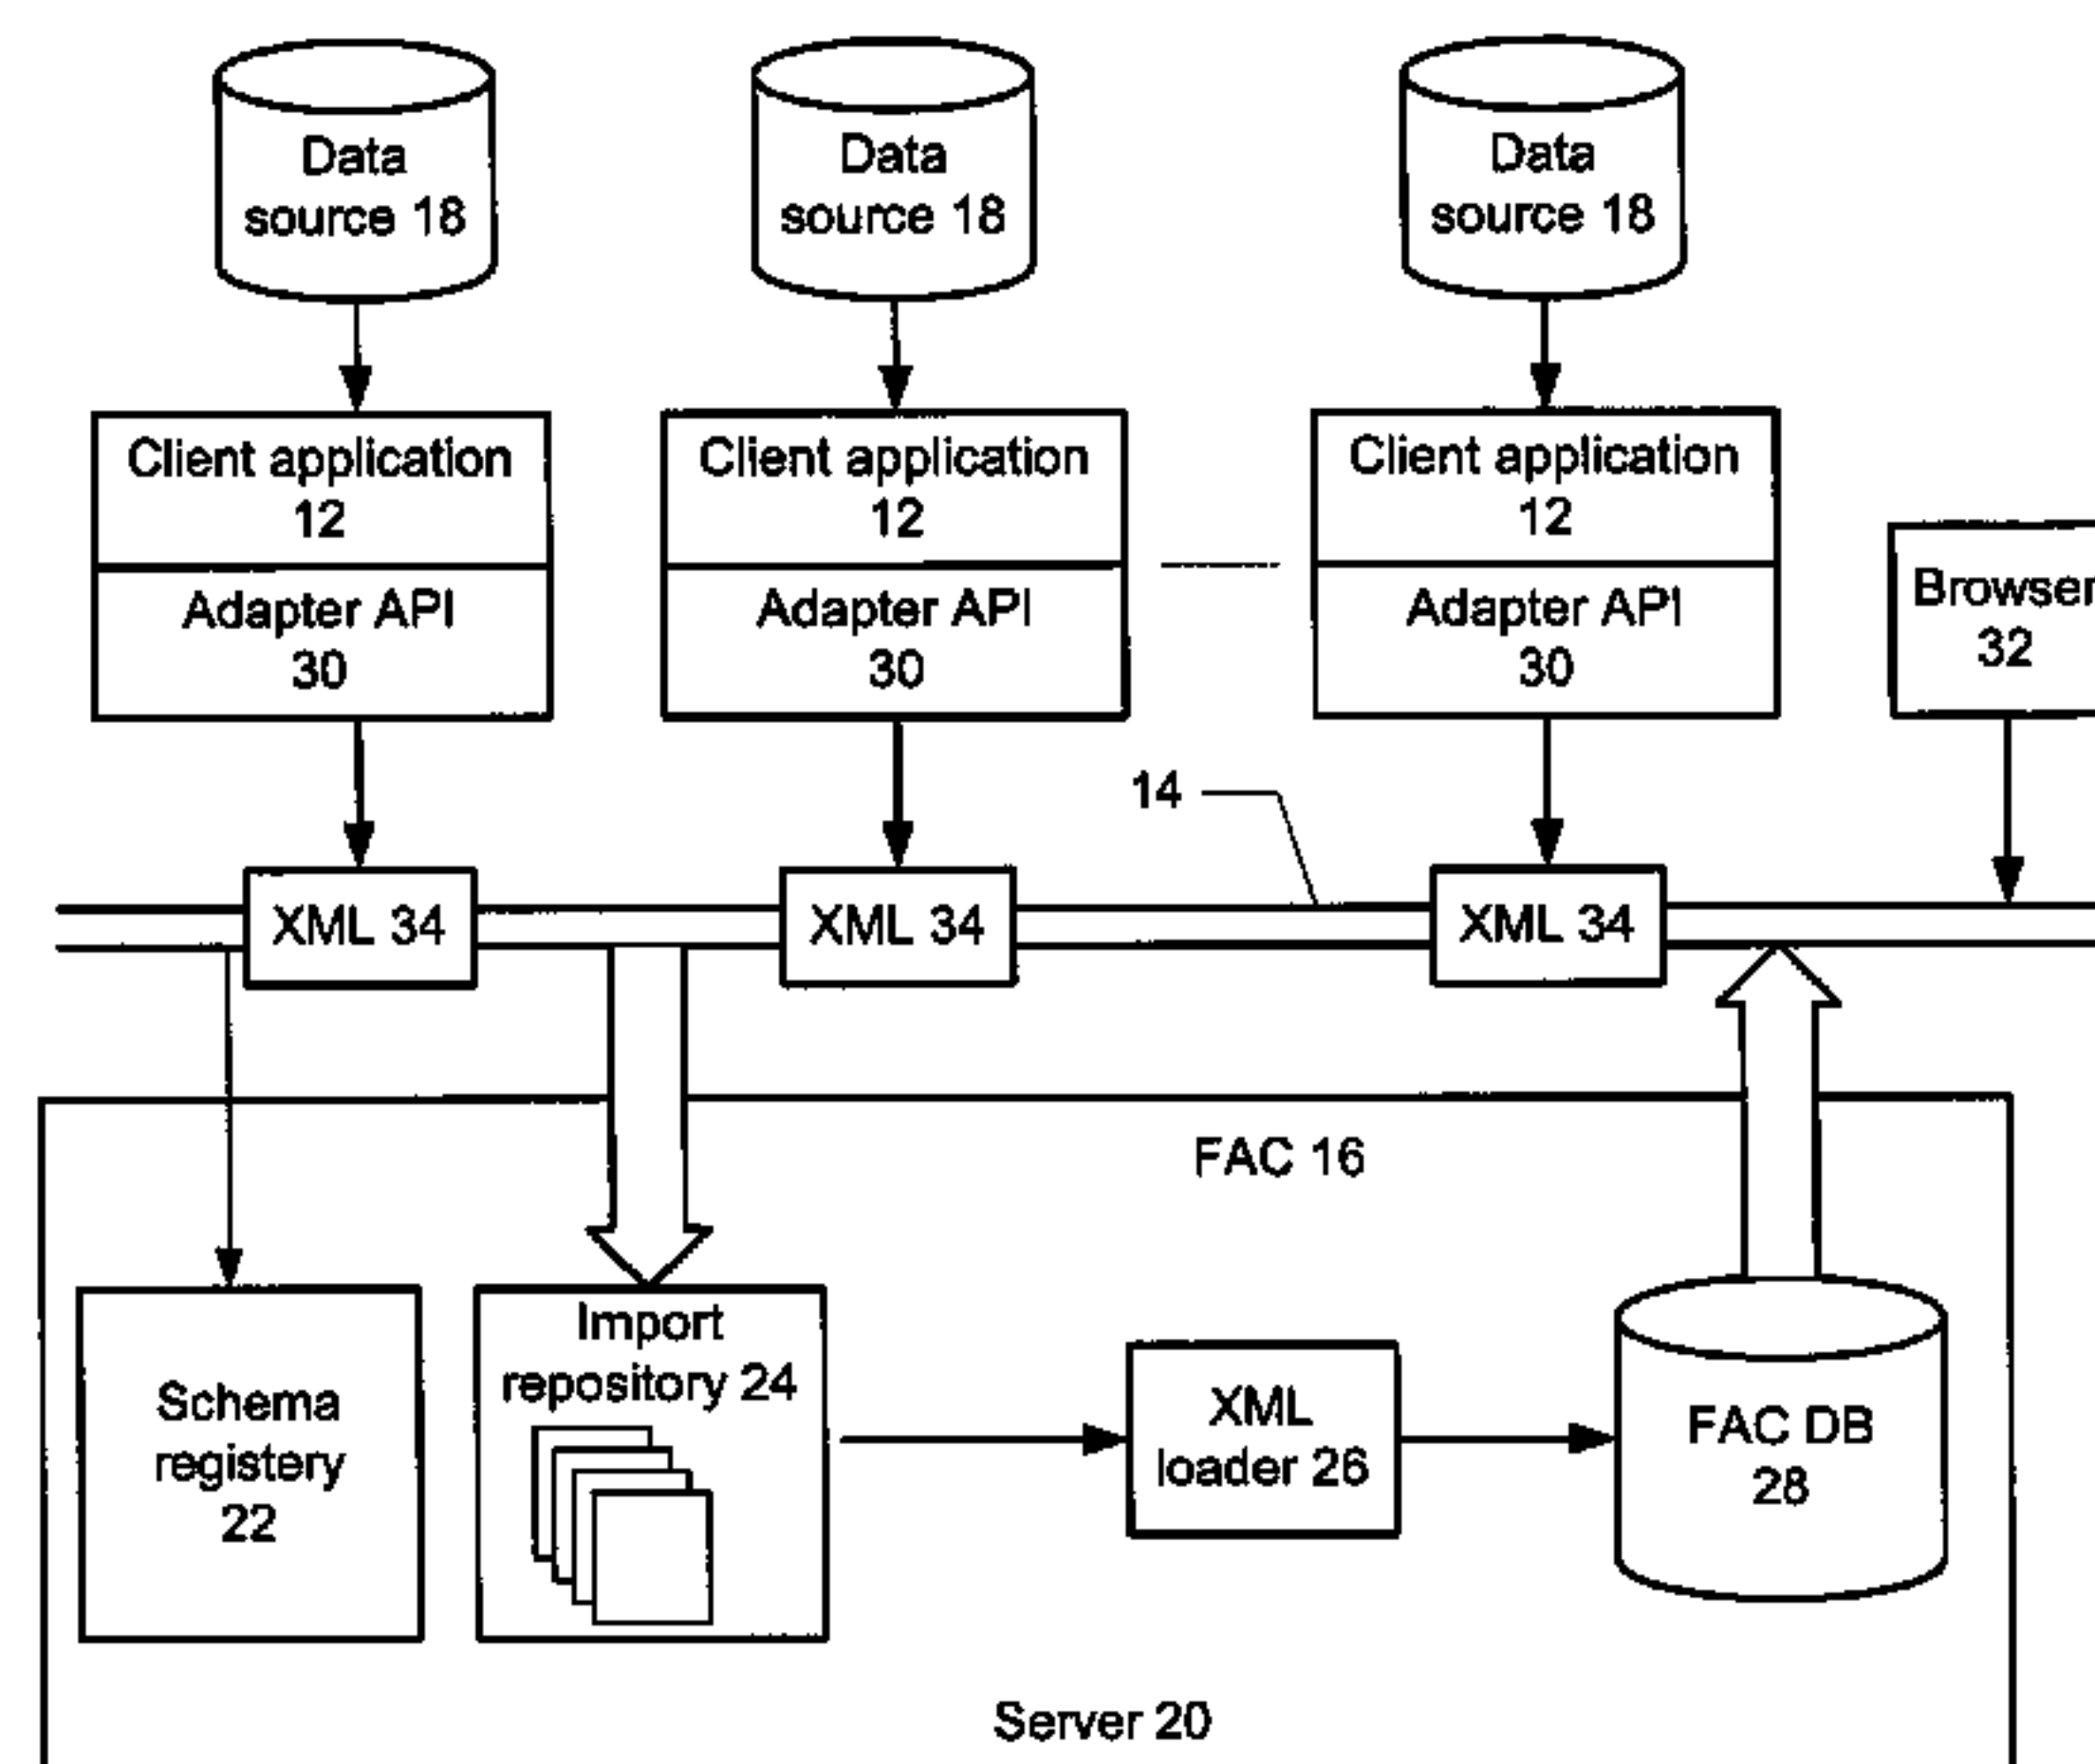 Data
source 18
Data
source 18
Data
source 18
Client application
12
Adapter API
30
Client application
12
Adapter API
30
Client application
12
Adapter API
30
Browser
32
14
XML 34
XML 34
XML 34
FAC 16
Schema
registery
22
Import
repository 24
XML
loader 26
FAC DB
28
Server 20